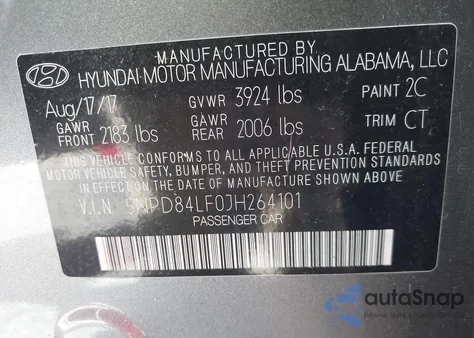 MANUFACTURED BY
HYUNDAI MOTOR MANUFACTURING ALABAMA, LLC
Aug/17/17 GVWR 3924 lbs PAINT 2C
GAWR FRONT 2183 lbs GAWR REAR 2006 lbs TRIM CT
THIS VEHICLE CONFORMS TO ALL APPLICABLE U.S.A FEDERAL
MOTOR VEHICLE SAFETY, BUMPER, AND THEFT PREVENTION
STANDARDS IN EFFECT ON THE DATE OF MANUFACTURE SHOWN ABOVE.
V.I.N 5NPD84LF0JH264101
PASSENGER CAR
autoSnap